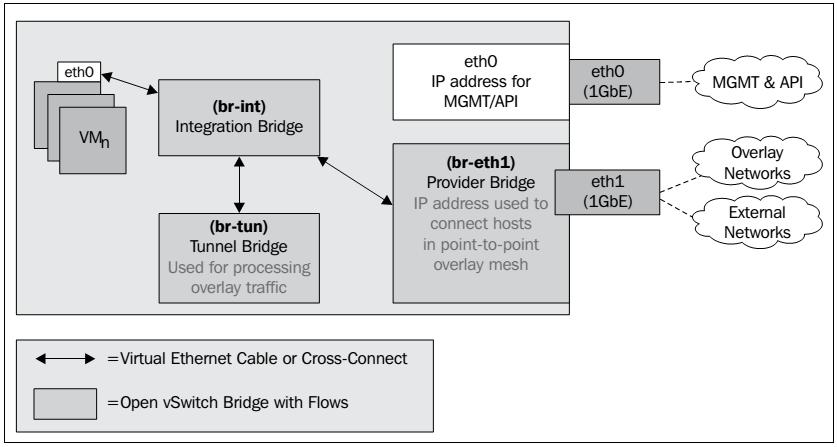 eth0
VMn
(br-int)
Integration Bridge
(br-tun)
Tunnel Bridge
Used for processing
overlay traffic
eth0
IP address for
MGMT/API
(br-eth1)
Provider Bridge
IP address used to
connect hosts
in point-to-point
overlay mesh
eth0
(1GbE)
eth1
(1GbE)
MGMT & API
Overlay
Networks
External
Networks
=Virtual Ethernet Cable or Cross-Connect
=Open vSwitch Bridge with Flows